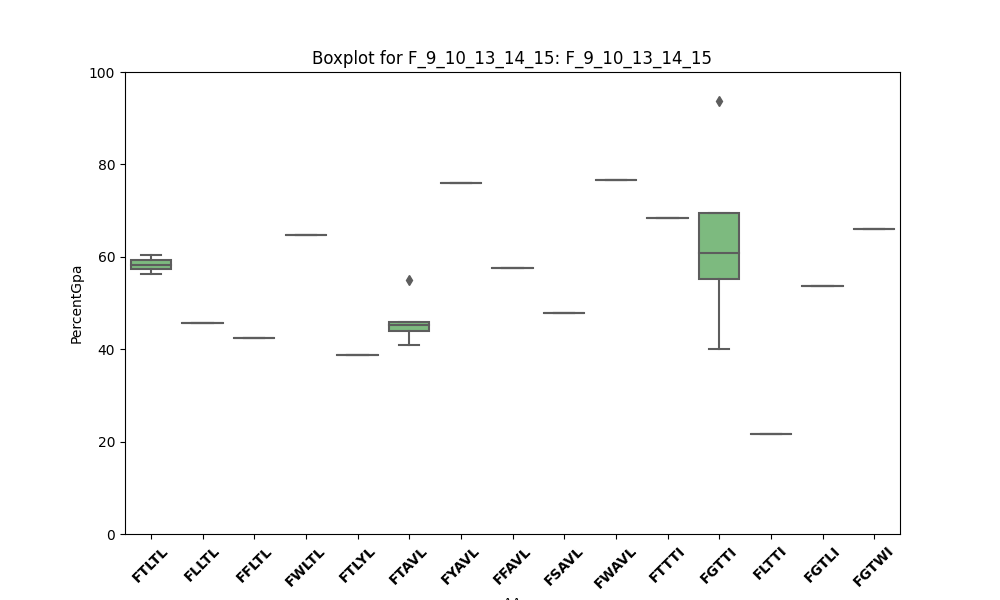 Boxplot for F_9_10_13_14_15: F_9_10_13_14_15
100
80
60
40
20
0
PercentGpa
FTLTL FLLTL FFLTL FWLTL FTLYL FTAVL FYAVL FFAVL FSAVL FWAVL FTTTI FGTTI FLTTI FGTLI FGTWI